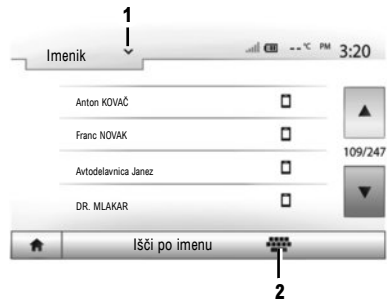 1
Imenik
--°C PM 3:20
Anton KOVAČ
Franc NOVAK
109/247
Avtodelavnica Janez
DR. MLAKAR
Išči po imenu
2